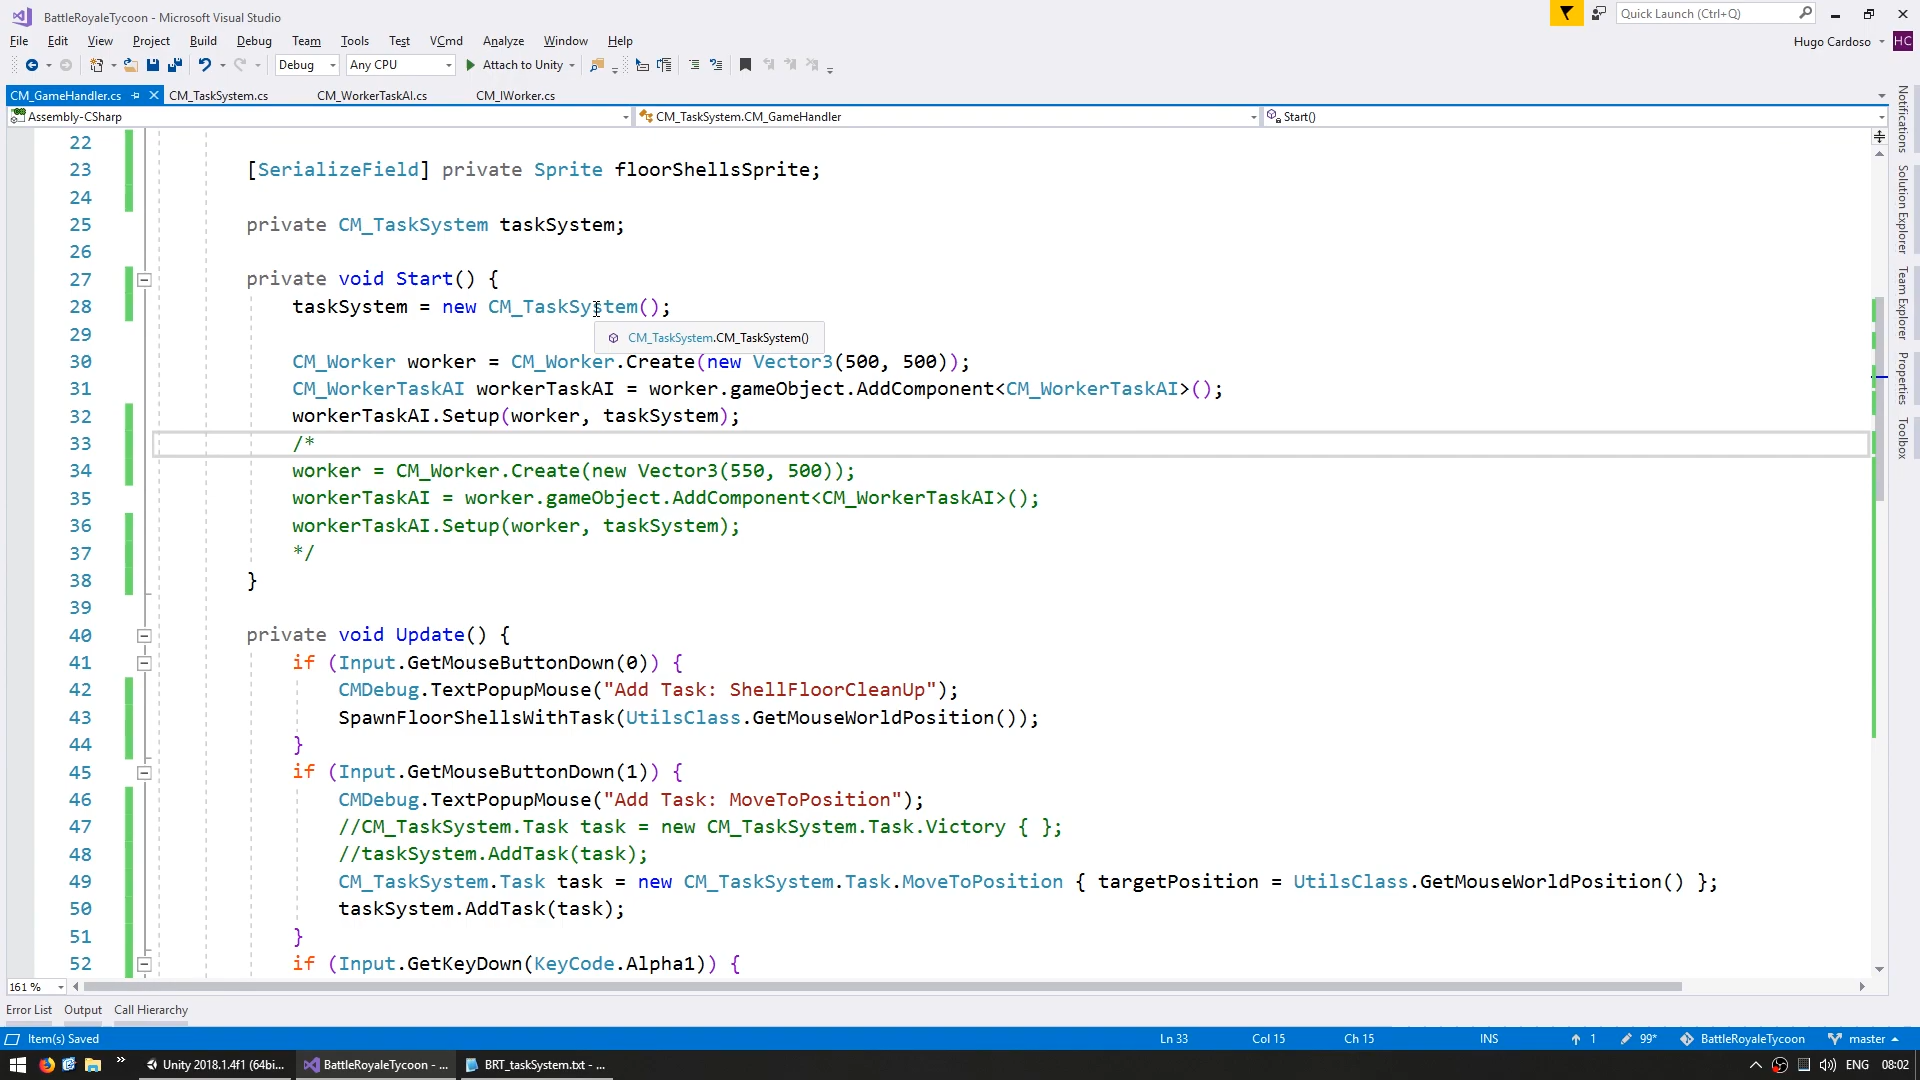 BattleRoyaleTycoon - Microsoft Visual Studio
Quick Launch (Ctrl+Q)
File Edit View Project Build Debug Team Tools Test VCmd Analyze Window Help
Hugo Cardoso HC
Debug Any CPU Attach to Unity
CM_GameHandler.cs CM_TaskSystem.cs CM_WorkerTaskAI.cs CM_IWorker.cs
Assembly-CSharp CM_TaskSystem.CM_GameHandler Start()
22
23 [SerializeField] private Sprite floorShellsSprite;
24
25 private CM_TaskSystem taskSystem;
26
27 private void Start() {
28 taskSystem = new CM_TaskSystem();
29
CM_TaskSystem.CM_TaskSystem()
30 CM_Worker worker = CM_Worker.Create(new Vector3(500, 500));
31 CM_WorkerTaskAI workerTaskAI = worker.gameObject.AddComponent<CM_WorkerTaskAI>();
32 workerTaskAI.Setup(worker, taskSystem);
33 /*
34 worker = CM_Worker.Create(new Vector3(550, 500));
35 workerTaskAI = worker.gameObject.AddComponent<CM_WorkerTaskAI>();
36 workerTaskAI.Setup(worker, taskSystem);
37 */
38 }
39
40 private void Update() {
41 if (Input.GetMouseButtonDown(0)) {
42 CMDebug.TextPopupMouse("Add Task: ShellFloorCleanUp");
43 SpawnFloorShellsWithTask(UtilsClass.GetMouseWorldPosition());
44 }
45 if (Input.GetMouseButtonDown(1)) {
46 CMDebug.TextPopupMouse("Add Task: MoveToPosition");
47 //CM_TaskSystem.Task task = new CM_TaskSystem.Task.Victory { };
48 //taskSystem.AddTask(task);
49 CM_TaskSystem.Task task = new CM_TaskSystem.Task.MoveToPosition { targetPosition = UtilsClass.GetMouseWorldPosition() };
50 taskSystem.AddTask(task);
51 }
52 if (Input.GetKeyDown(KeyCode.Alpha1)) {
Notifications
Solution Explorer
Team Explorer
Properties
Toolbox
161 %
Error List Output Call Hierarchy
Item(s) Saved Ln 33 Col 15 Ch 15 INS 1 99* BattleRoyaleTycoon master
Unity 2018.1.4f1 (64bi... BattleRoyaleTycoon - ... BRT_taskSystem.txt - ... ENG 08:02